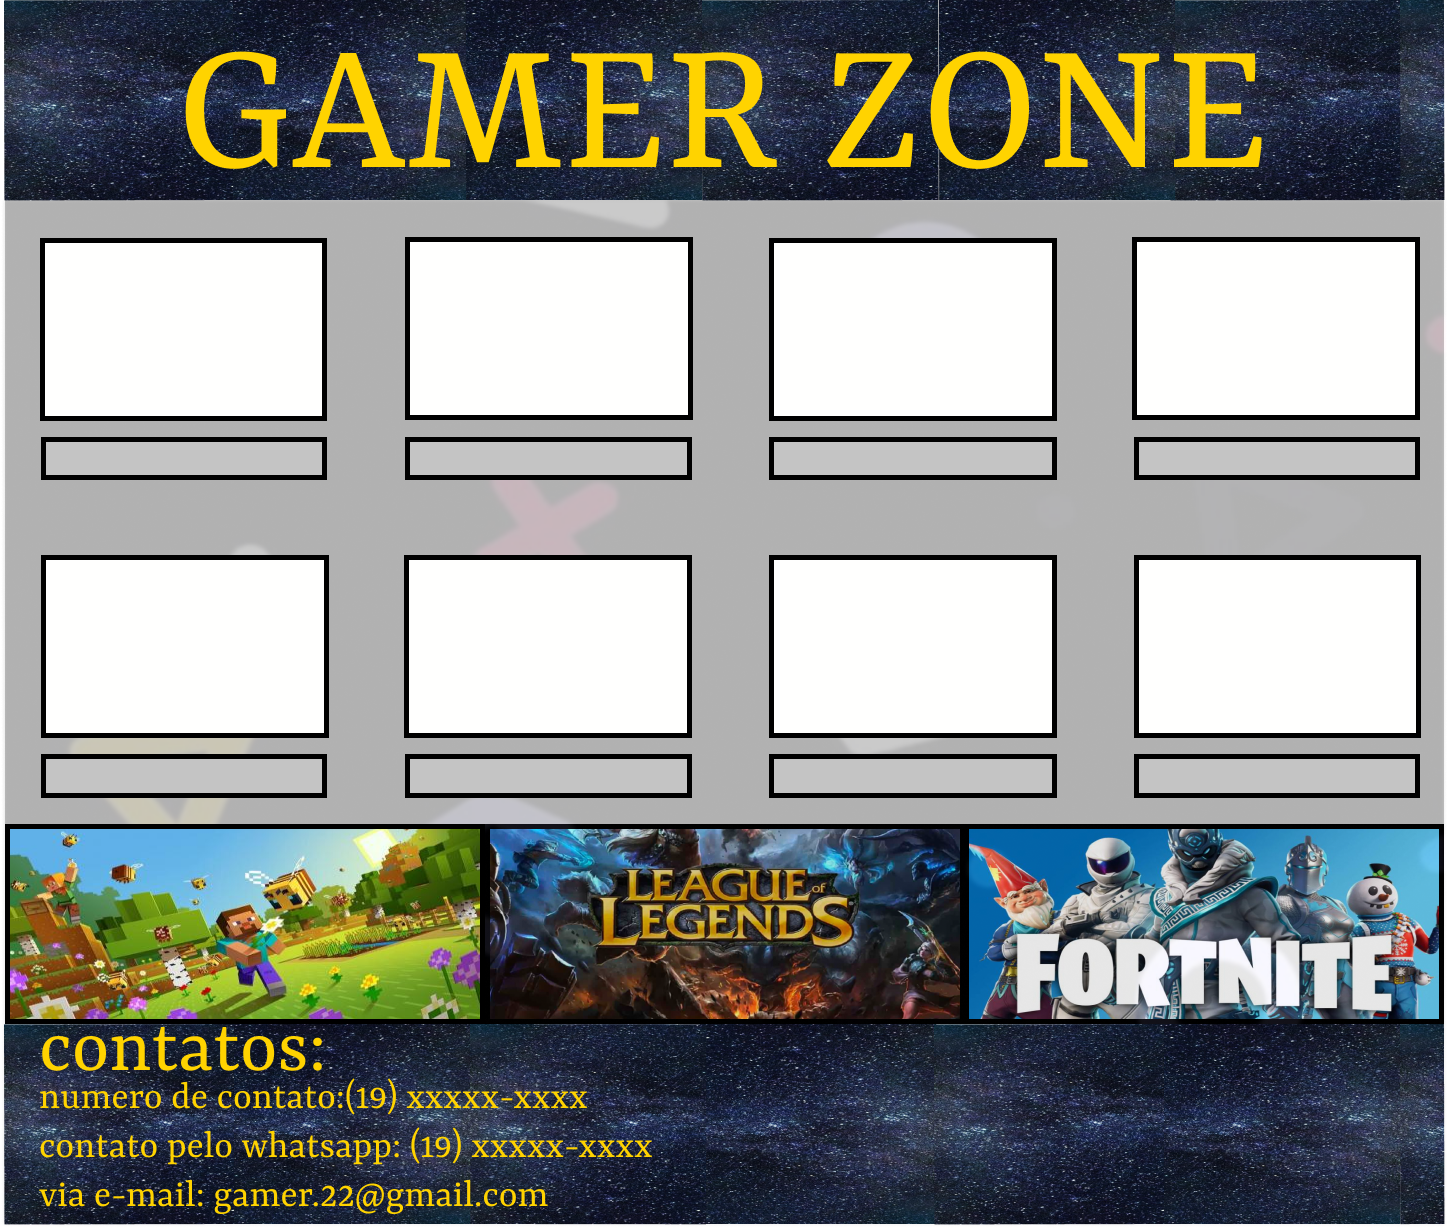 GAMER ZONE
LEAGUE of
LEGENDS
FORTNITE
contatos:
numero de contato:(19) xxxxx-xxxx
contato pelo whatsapp: (19) xxxxx-xxxx
via e-mail: gamer.22@gmail.com